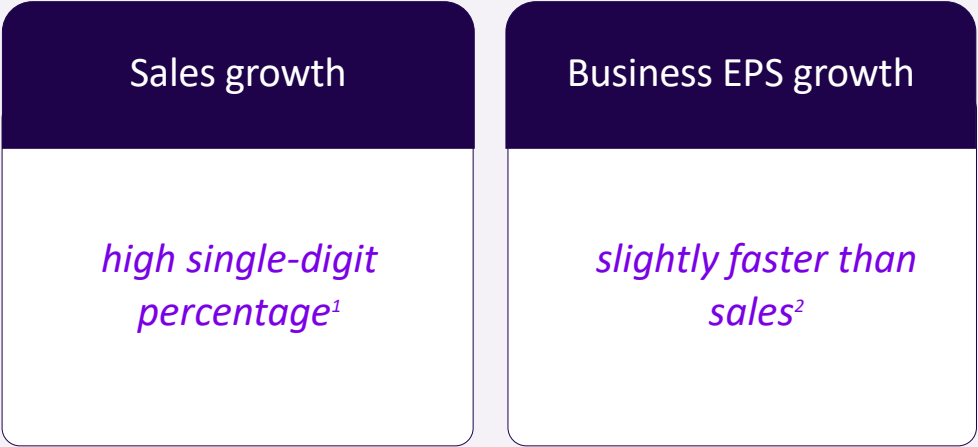 Sales growth
high single-digit
percentage1
Business EPS growth
slightly faster than
sales2